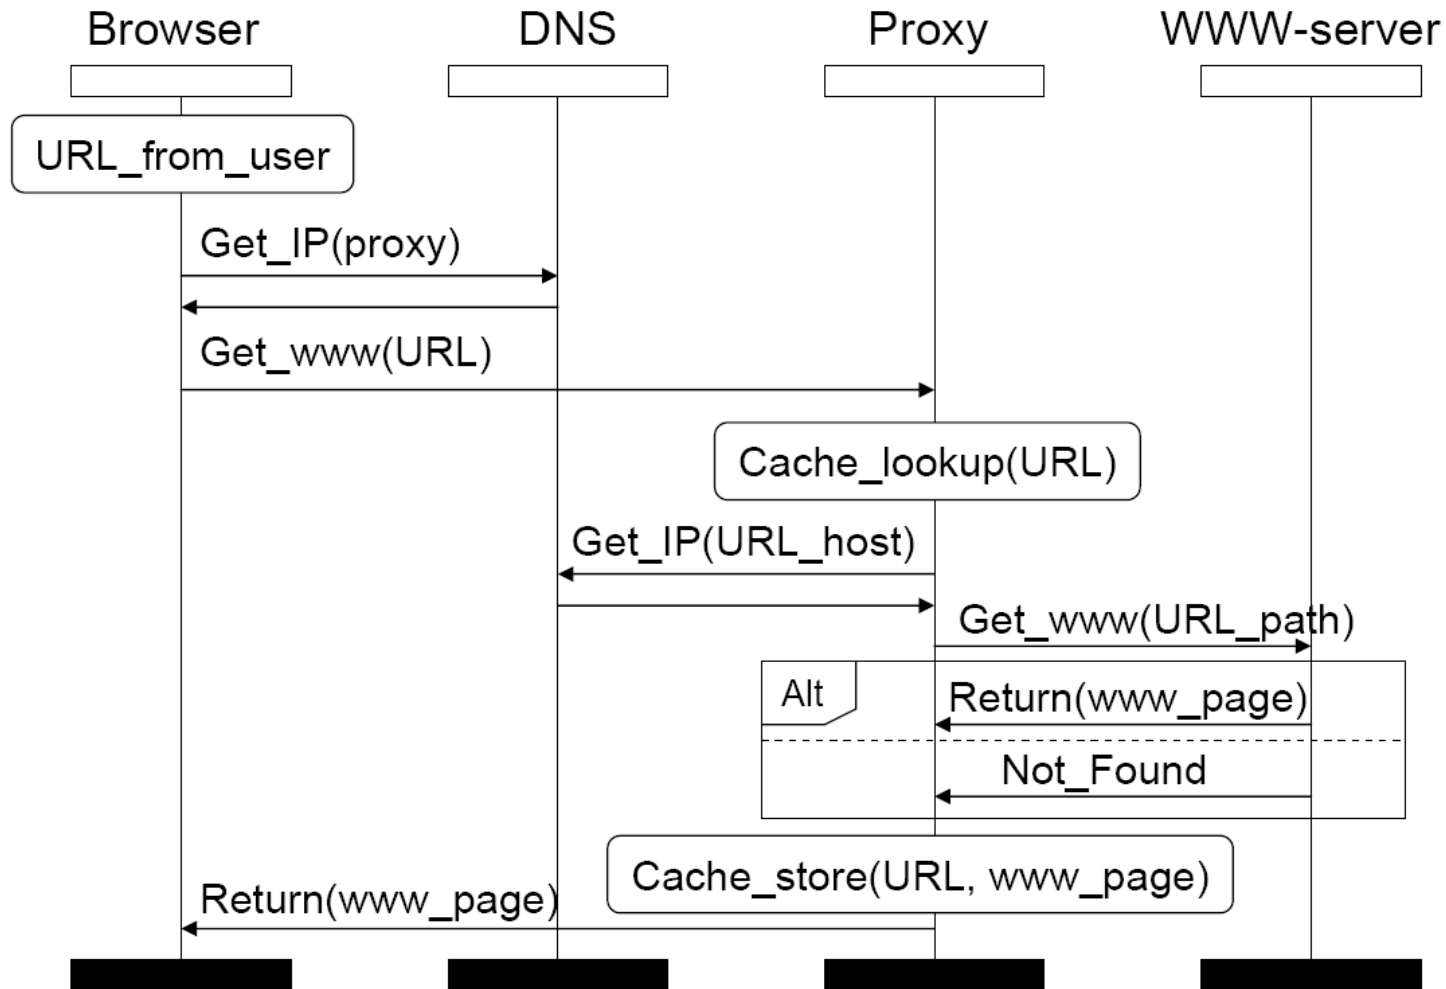 Browser DNS Proxy WWW-server
URL_from_user
Get_IP(proxy)
Get_www(URL)
Cache_lookup(URL)
Get_IP(URL_host)
Get_www(URL_path)
Alt
Return(www_page)
Not_Found
Cache_store(URL, www_page)
Return(www_page)